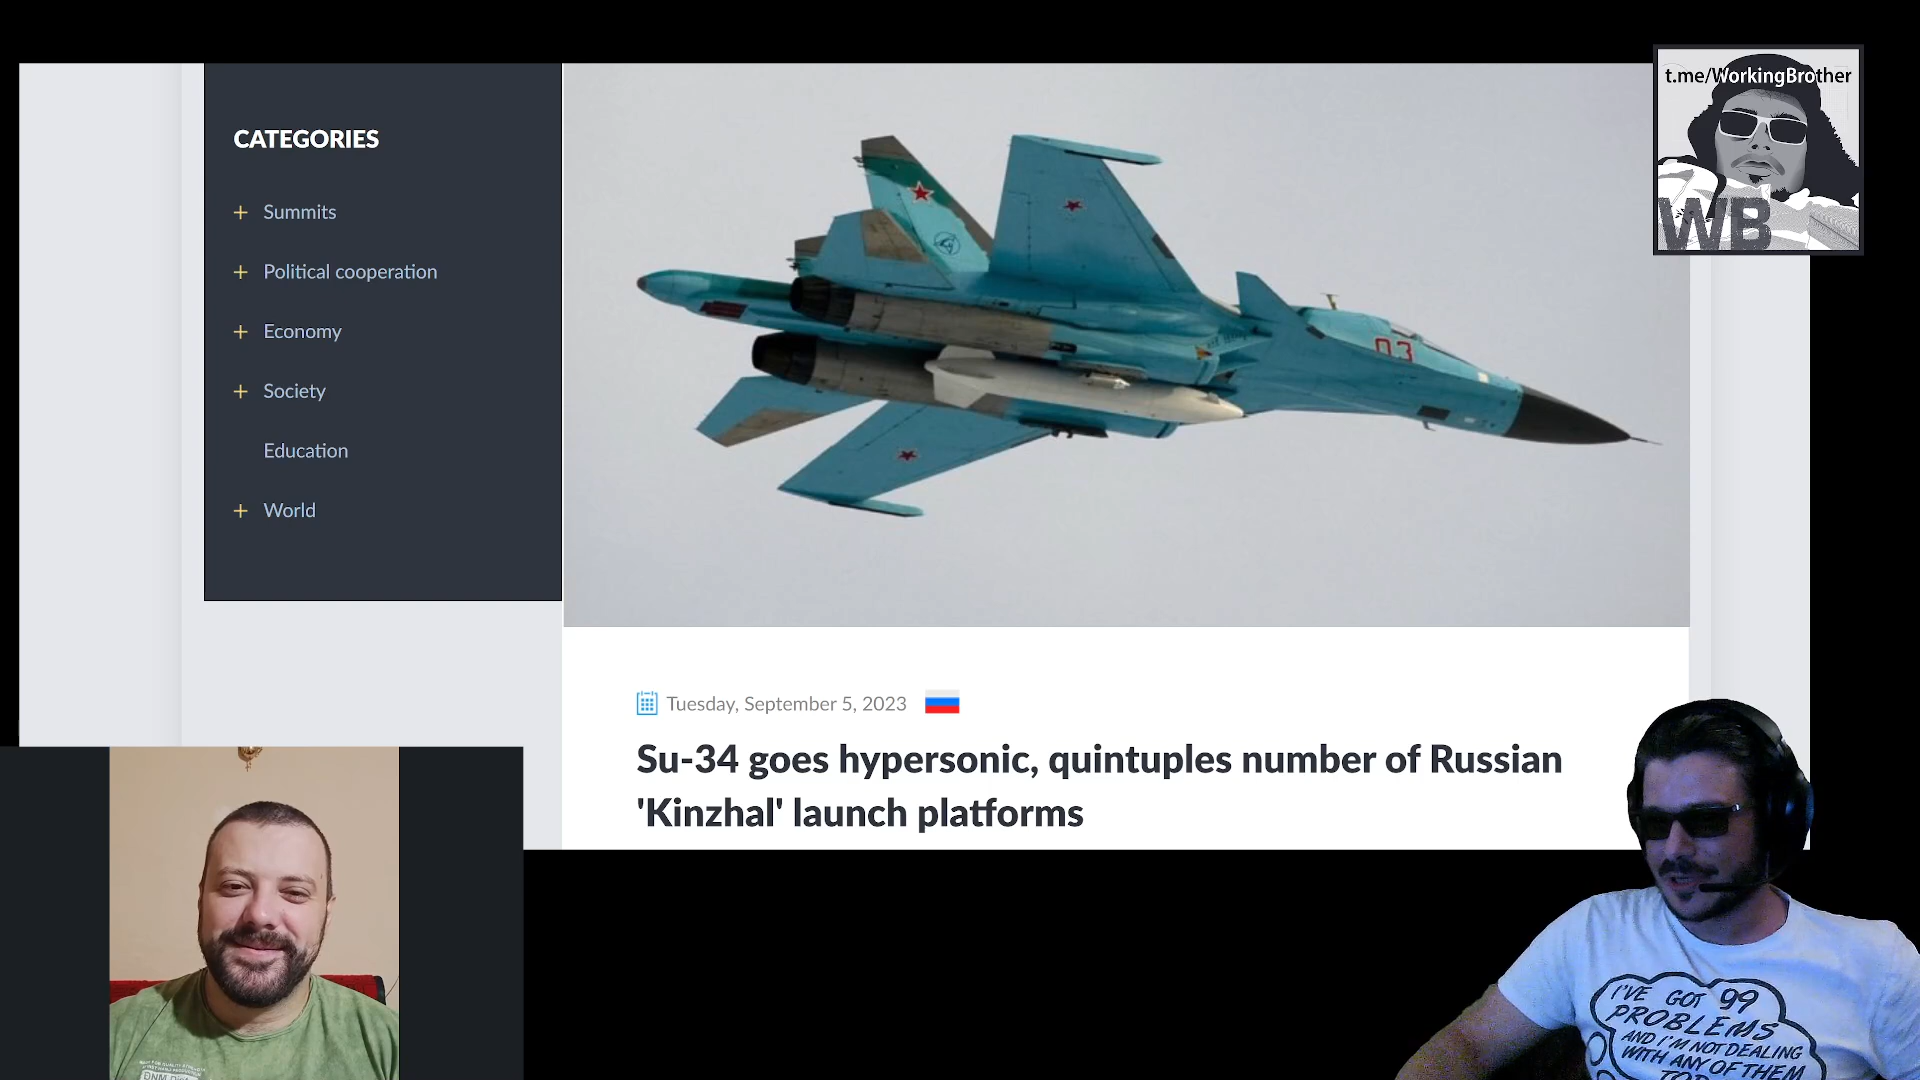 t.me/WorkingBrother
WB
CATEGORIES
+ Summits
+ Political cooperation
+ Economy
+ Society
Education
+ World
03
Tuesday, September 5, 2023
Su-34 goes hypersonic, quintuples number of Russian
'Kinzhal' launch platforms
I'VE GOT 99
PROBLEMS
AND I'M NOT DEALING
WITH ANY OF THEM